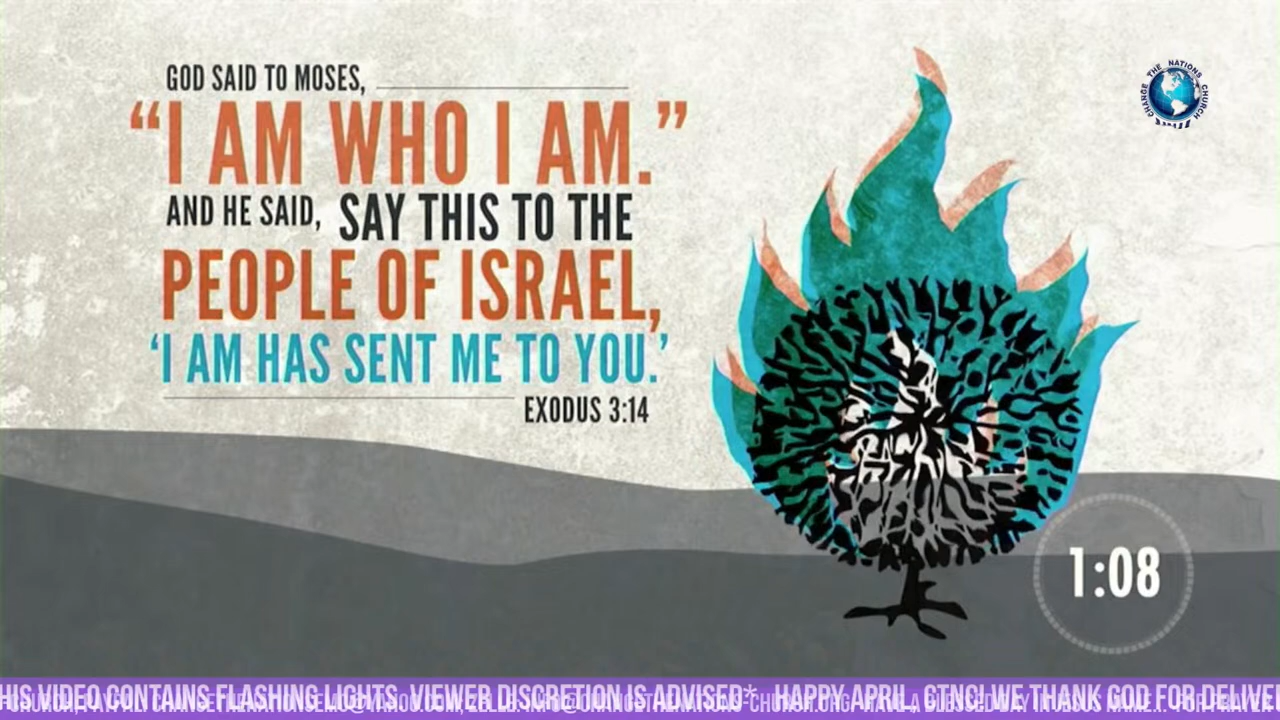 GOD SAID TO MOSES,
“I AM WHO I AM.”
AND HE SAID, SAY THIS TO THE
PEOPLE OF ISRAEL,
‘I AM HAS SENT ME TO YOU.’
EXODUS 3:14
CHANGE THE NATIONS CHURCH
1:08
HIS VIDEO CONTAINS FLASHING LIGHTS. VIEWER DISCRETION IS ADVISED* HAPPY APRIL, CTNC! WE THANK GOD FOR DELIVER